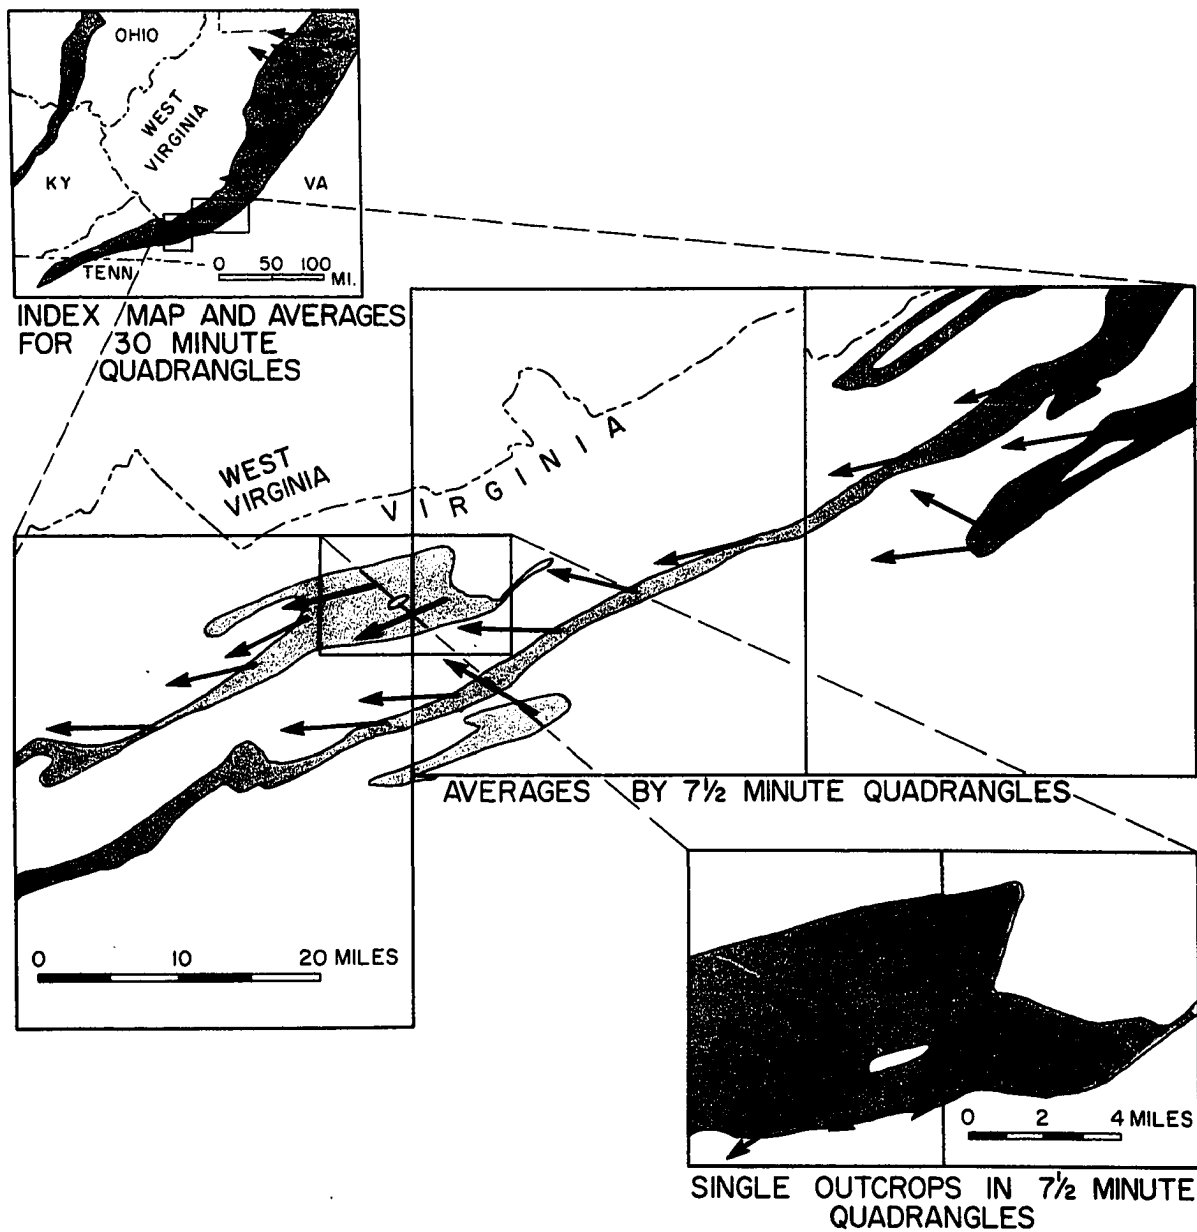 OHIO
WEST
VIRGINIA
KY
VA
TENN
0 50 100
MI.
INDEX MAP AND AVERAGES
FOR 30 MINUTE
QUADRANGLES
WEST
VIRGINIA
VIRGINIA
AVERAGES BY 7½ MINUTE QUADRANGLES
0 10 20 MILES
0 2 4 MILES
SINGLE OUTCROPS IN 7½ MINUTE
QUADRANGLES